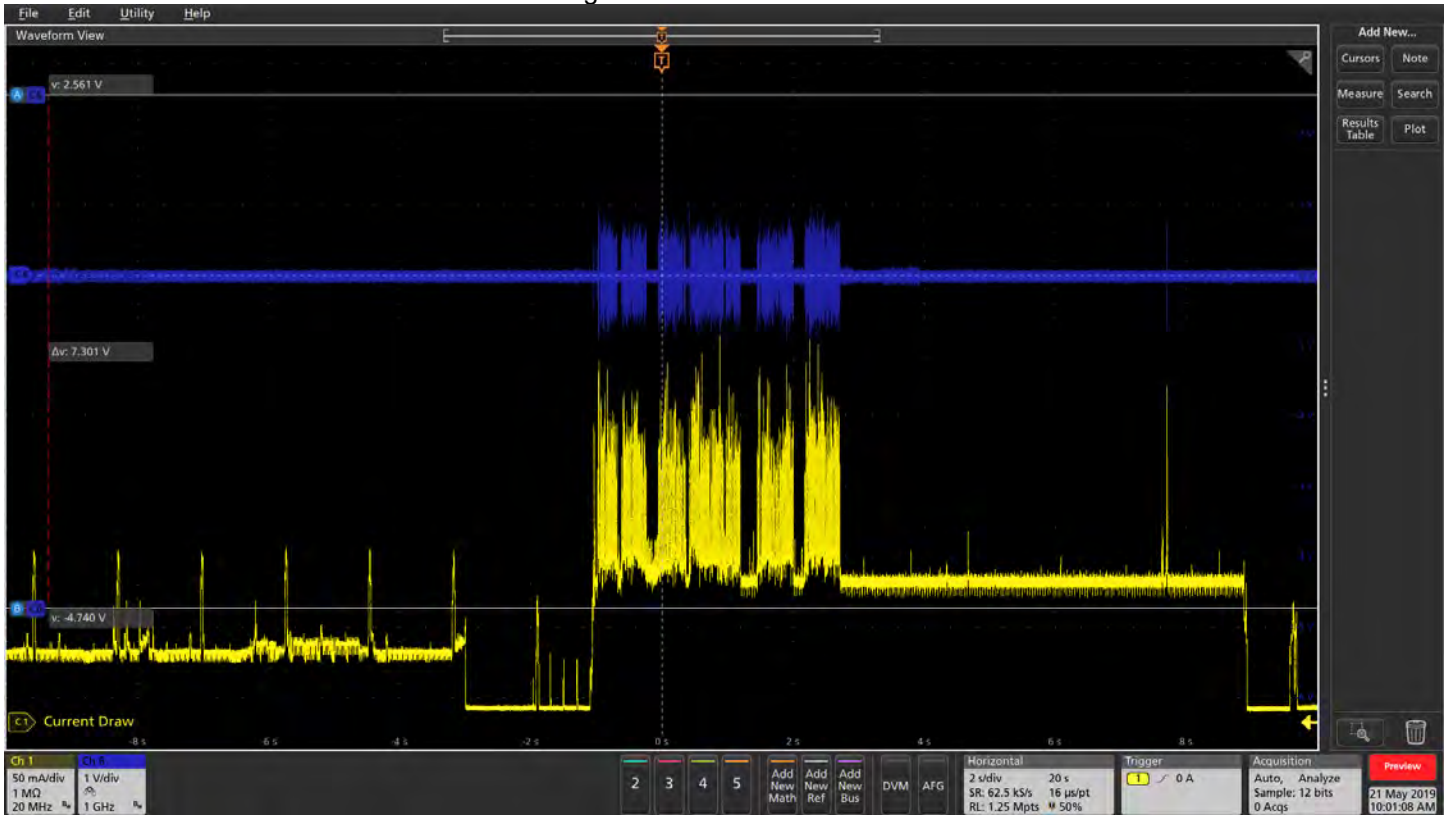 File Edit Utility Help
Waveform View
Add New...
Cursors Note
Measure Search
Results Table Plot
v: 2.561 V
Δv: 7.301 V
v: -4.740 V
C1 Current Draw
-8 s -6 s -4 s -2 s 0 s 2 s 4 s 6 s 8 s
Ch 1
50 mA/div
1 MΩ
20 MHz
1 V/div
1 GHz
2 3 4 5
Add New Math
Add New Ref
Add New Bus
DVM AFG
Horizontal
2 s/div 20 s
SR: 62.5 kS/s 16 μs/pt
RL: 1.25 Mpts 50%
Trigger
1 0 A
Acquisition
Auto, Analyze
Sample: 12 bits
0 Acqs
Preview
21 May 2019
10:01:08 AM